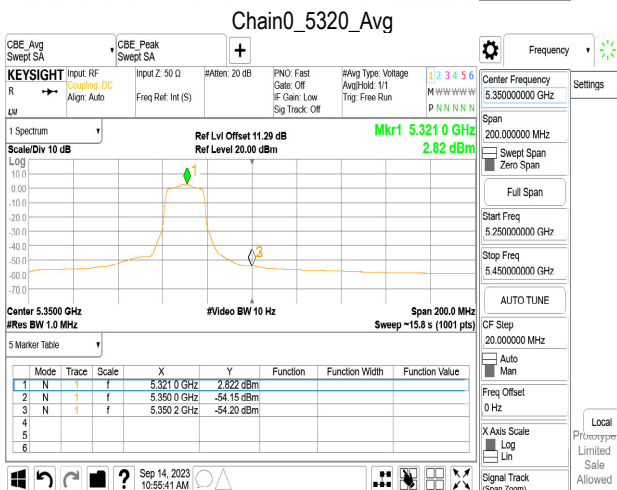 Chain0_5320_Avg
CBE_Avg
Swept SA
CBE_Peak
Swept SA
+
Frequency
KEYSIGHT
R
Input: RF
Coupling: DC
Align: Auto
Input Z: 50 Ω
Freq Ref: Int (S)
#Atten: 20 dB
PNO: Fast
Gate: Off
IF Gain: Low
Sig Track: Off
#Avg Type: Voltage
Avg|Hold: 1/1
Trig: Free Run
1 2 3 4 5 6
M W W W W W
P N N N N N
1 Spectrum
Scale/Div 10 dB
Ref Lvl Offset 11.29 dB
Ref Level 20.00 dBm
Mkr1 5.321 0 GHz
2.82 dBm
Log
10.0
0.00
-10.0
-20.0
-30.0
-40.0
-50.0
-60.0
-70.0
1
Center 5.3500 GHz
#Res BW 1.0 MHz
#Video BW 10 Hz
Span 200.0 MHz
Sweep ~15.8 s (1001 pts)
5 Marker Table
Mode Trace Scale X Y Function Function Width Function Value
1 N 1 f 5.321 0 GHz 2.822 dBm
2 N 1 f 5.350 0 GHz -54.15 dBm
3 N 1 f 5.350 2 GHz -54.20 dBm
4
5
6
Sep 14, 2023
10:55:41 AM
?
Center Frequency
5.350000000 GHz
Span
200.000000 MHz
Swept Span
Zero Span
Full Span
Start Freq
5.250000000 GHz
Stop Freq
5.450000000 GHz
AUTO TUNE
CF Step
20.000000 MHz
Auto
Man
Freq Offset
0 Hz
X Axis Scale
Log
Lin
Signal Track
(Span Zoom)
Settings
Local
Prototype
Limited
Sale
Allowed